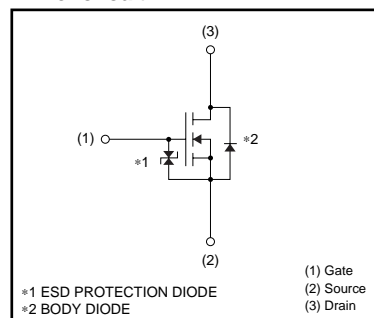 (3)
(1)
∗1
∗2
(2)
∗1 ESD PROTECTION DIODE
∗2 BODY DIODE
(1) Gate
(2) Source
(3) Drain